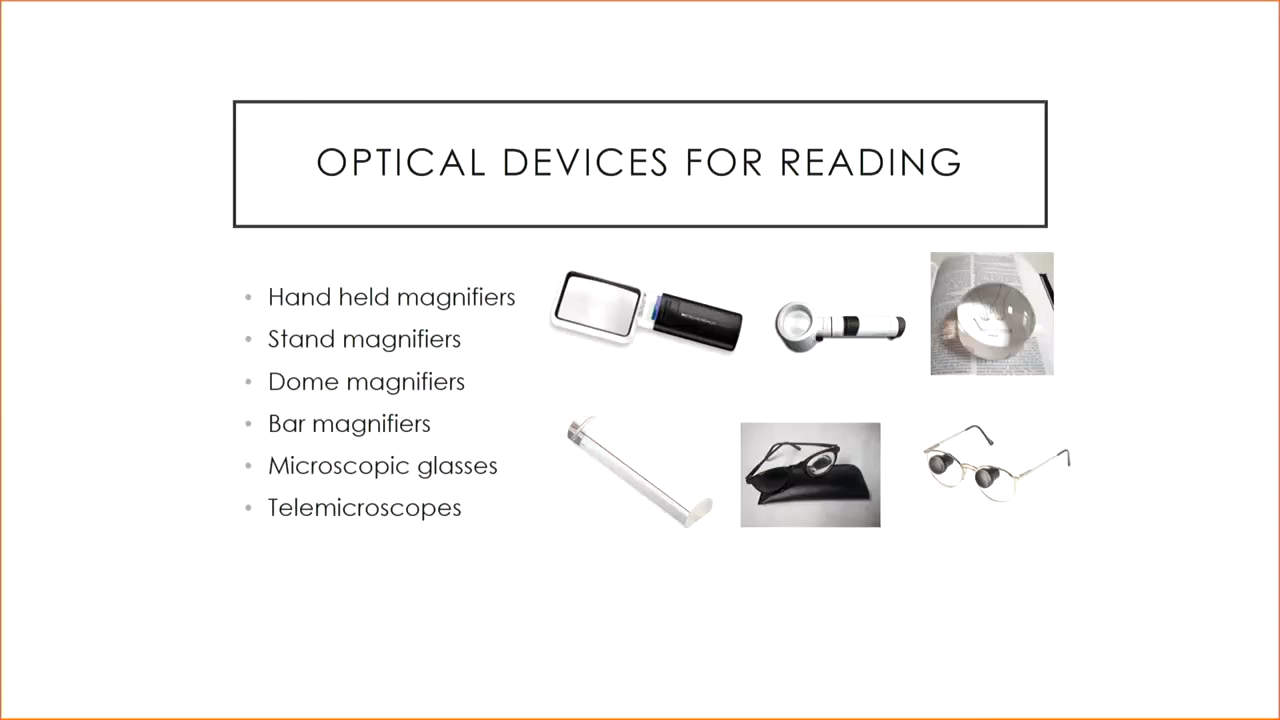 OPTICAL DEVICES FOR READING
Hand held magnifiers
Stand magnifiers
Dome magnifiers
Bar magnifiers
Microscopic glasses
Telemicroscopes